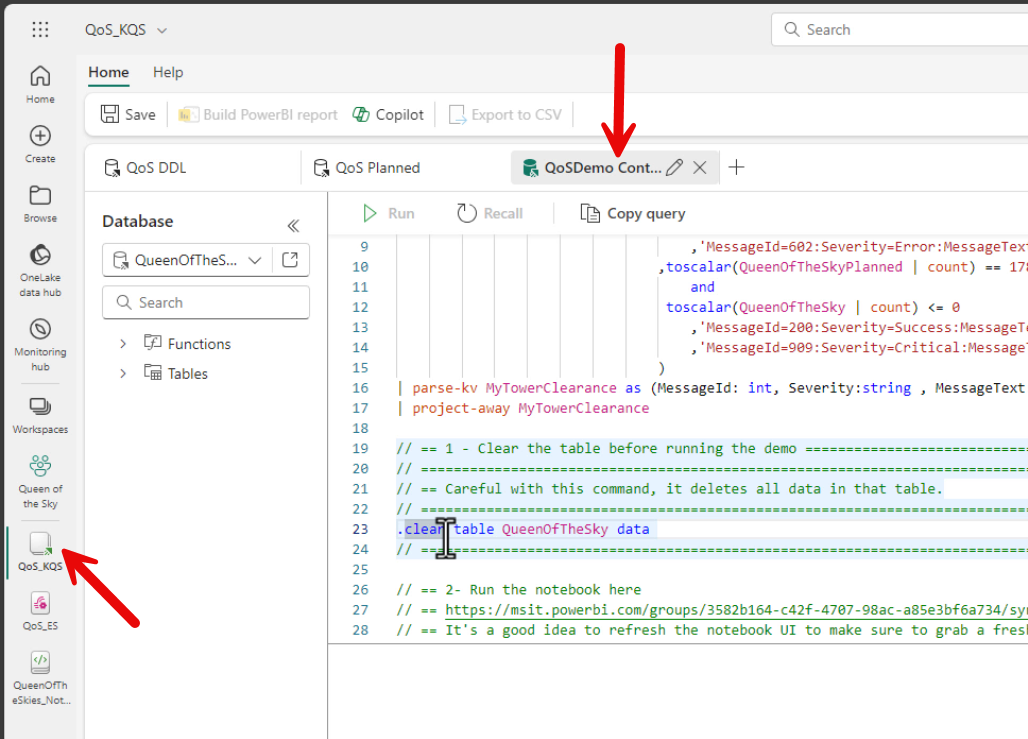 QoS_KQS
Search
Home
Help
Save
Build PowerBI report
Copilot
Export to CSV
Home
Create
Browse
OneLake
data hub
Monitoring
hub
Workspaces
Queen of
the Sky
QoS_KQS
QoS_ES
QueenOfTh
eSkies_Not...
QoS DDL
QoS Planned
QoSDemo Cont...
Database
QueenOfTheS...
Search
Functions
Tables
Run
Recall
Copy query
9 ,'MessageId=602:Severity=Error:MessageText
10 ,toscalar(QueenOfTheSkyPlanned | count) == 178
11 and
12 toscalar(QueenOfTheSky | count) <= 0
13 ,'MessageId=200:Severity=Success:MessageTe
14 ,'MessageId=909:Severity=Critical:MessageT
15 )
16 | parse-kv MyTowerClearance as (MessageId: int, Severity:string , MessageText
17 | project-away MyTowerClearance
18
19 // == 1 - Clear the table before running the demo ===========================
20 // ==========================================================================
21 // == Careful with this command, it deletes all data in that table.
22 // ==========================================================================
23 .clear table QueenOfTheSky data
24 // ==========================================================================
25
26 // == 2- Run the notebook here
27 // == https://msit.powerbi.com/groups/3582b164-c42f-4707-98ac-a85e3bf6a734/syn
28 // == It's a good idea to refresh the notebook UI to make sure to grab a fresh